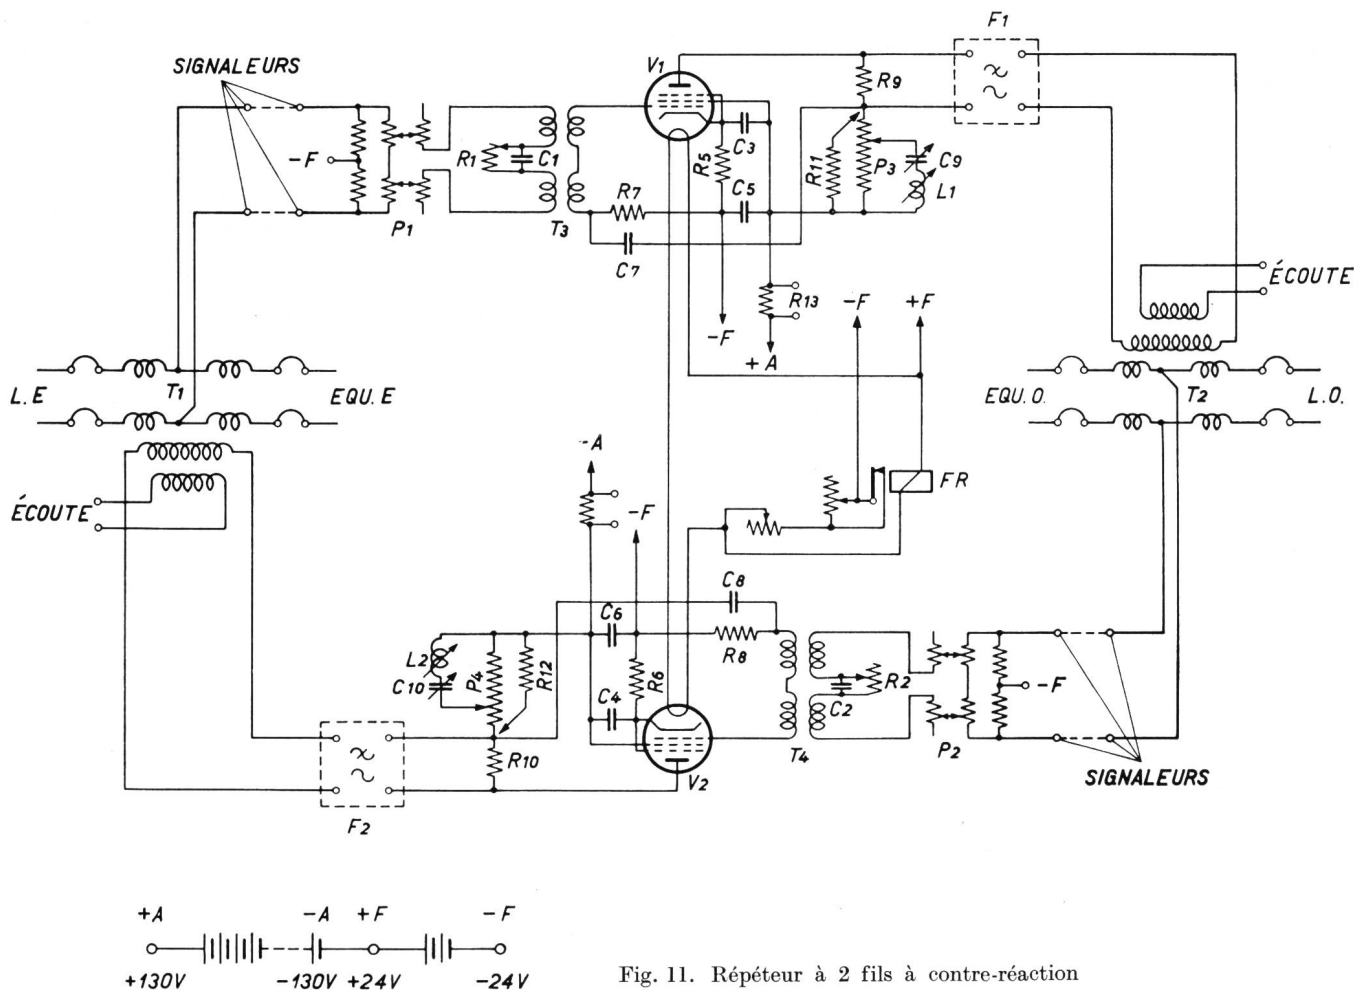 F1
SIGNALEURS
V1
R9
-F
P1
R1
C1
T3
R7
C7
R5
C3
C5
R11
P3
C9
L1
ÉCOUTE
R13
-F
+A
-F
+F
L.E
T1
EQU.E
EQU.O.
T2
L.O.
ÉCOUTE
-A
-F
FR
C8
C6
R8
L2
C10
P4
R12
C4
R6
R2
C2
-F
R10
V2
T4
P2
SIGNALEURS
F2
+A
-A
+F
-F
+130V
-130V
+24V
-24V
Fig. 11. Répéteur à 2 fils à contre-réaction